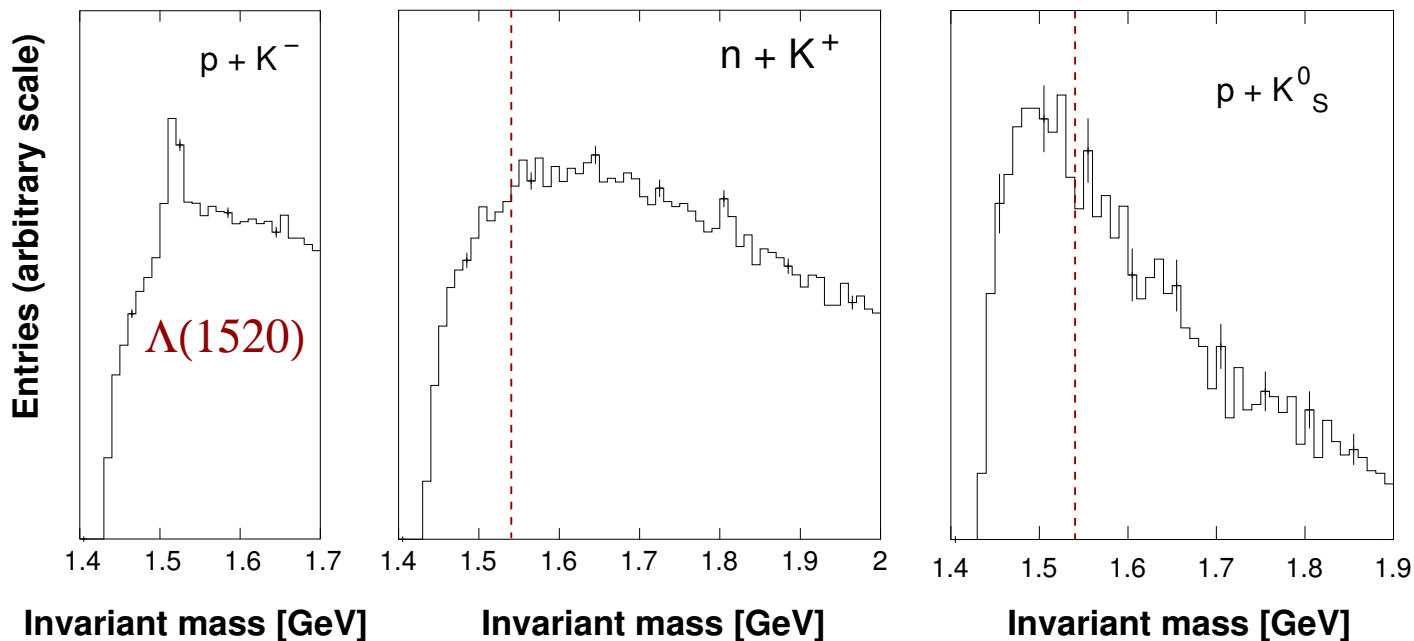 Entries (arbitrary scale)
p + K⁻
Λ(1520)
1.4 1.5 1.6 1.7
Invariant mass [GeV]
n + K⁺
1.4 1.5 1.6 1.7 1.8 1.9 2
Invariant mass [GeV]
p + K⁰_S
1.4 1.5 1.6 1.7 1.8 1.9
Invariant mass [GeV]